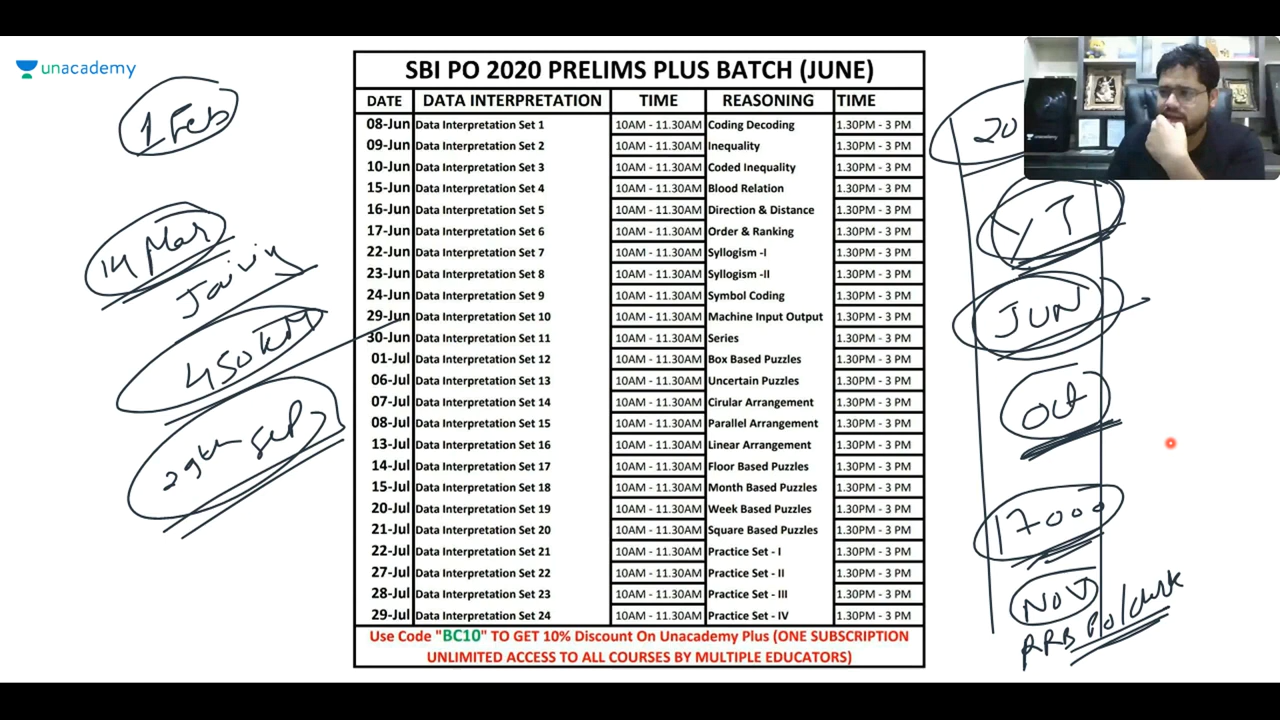 unacademy
SBI PO 2020 PRELIMS PLUS BATCH (JUNE)
DATE DATA INTERPRETATION TIME REASONING TIME
08-Jun Data Interpretation Set 1 10AM - 11.30AM Coding Decoding 1.30PM - 3 PM
09-Jun Data Interpretation Set 2 10AM - 11.30AM Inequality 1.30PM - 3 PM
10-Jun Data Interpretation Set 3 10AM - 11.30AM Coded Inequality 1.30PM - 3 PM
15-Jun Data Interpretation Set 4 10AM - 11.30AM Blood Relation 1.30PM - 3 PM
16-Jun Data Interpretation Set 5 10AM - 11.30AM Direction & Distance 1.30PM - 3 PM
17-Jun Data Interpretation Set 6 10AM - 11.30AM Order & Ranking 1.30PM - 3 PM
22-Jun Data Interpretation Set 7 10AM - 11.30AM Syllogism -I 1.30PM - 3 PM
23-Jun Data Interpretation Set 8 10AM - 11.30AM Syllogism -II 1.30PM - 3 PM
24-Jun Data Interpretation Set 9 10AM - 11.30AM Symbol Coding 1.30PM - 3 PM
29-Jun Data Interpretation Set 10 10AM - 11.30AM Machine Input Output 1.30PM - 3 PM
30-Jun Data Interpretation Set 11 10AM - 11.30AM Series 1.30PM - 3 PM
01-Jul Data Interpretation Set 12 10AM - 11.30AM Box Based Puzzles 1.30PM - 3 PM
06-Jul Data Interpretation Set 13 10AM - 11.30AM Uncertain Puzzles 1.30PM - 3 PM
07-Jul Data Interpretation Set 14 10AM - 11.30AM Cirular Arrangement 1.30PM - 3 PM
08-Jul Data Interpretation Set 15 10AM - 11.30AM Parallel Arrangement 1.30PM - 3 PM
13-Jul Data Interpretation Set 16 10AM - 11.30AM Linear Arrangement 1.30PM - 3 PM
14-Jul Data Interpretation Set 17 10AM - 11.30AM Floor Based Puzzles 1.30PM - 3 PM
15-Jul Data Interpretation Set 18 10AM - 11.30AM Month Based Puzzles 1.30PM - 3 PM
20-Jul Data Interpretation Set 19 10AM - 11.30AM Week Based Puzzles 1.30PM - 3 PM
21-Jul Data Interpretation Set 20 10AM - 11.30AM Square Based Puzzles 1.30PM - 3 PM
22-Jul Data Interpretation Set 21 10AM - 11.30AM Practice Set - I 1.30PM - 3 PM
27-Jul Data Interpretation Set 22 10AM - 11.30AM Practice Set - II 1.30PM - 3 PM
28-Jul Data Interpretation Set 23 10AM - 11.30AM Practice Set - III 1.30PM - 3 PM
29-Jul Data Interpretation Set 24 10AM - 11.30AM Practice Set - IV 1.30PM - 3 PM
Use Code "BC10" TO GET 10% Discount On Unacademy Plus (ONE SUBSCRIPTION
UNLIMITED ACCESS TO ALL COURSES BY MULTIPLE EDUCATORS)
1 Feb
14 Mar
450KM
29th Sep
20
YT
JUN
Oct
17000
NOV
RRB PO/Clerk
unacademy